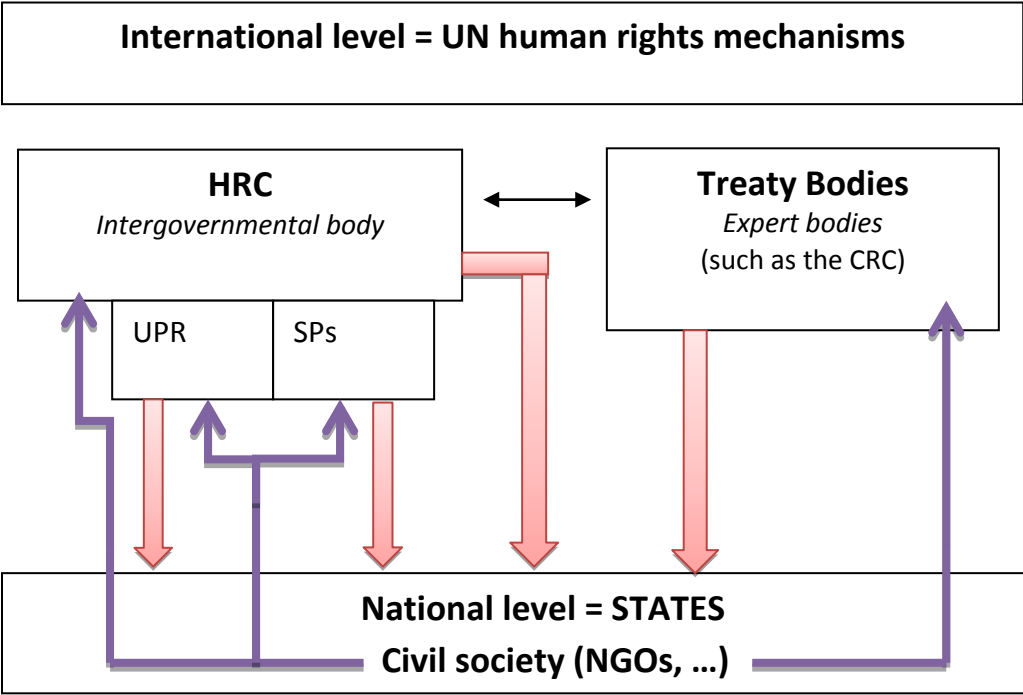 International level = UN human rights mechanisms
HRC
Intergovernmental body
Treaty Bodies
Expert bodies
(such as the CRC)
UPR
SPs
National level = STATES
Civil society (NGOs, …)